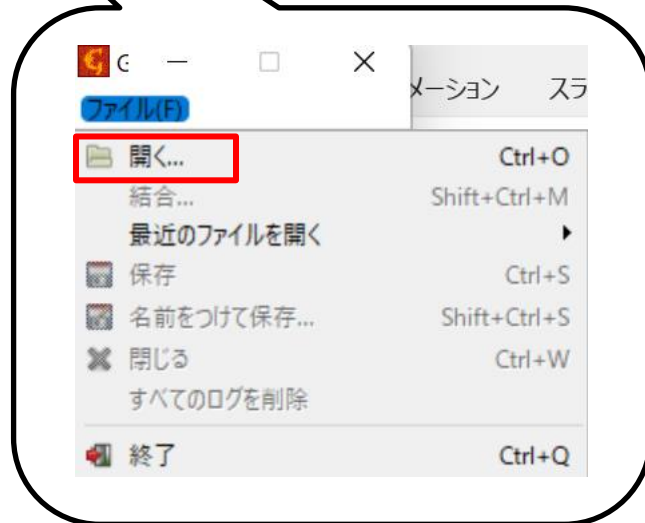 G
メーション スラ
ファイル(F)
開く... Ctrl+O
結合... Shift+Ctrl+M
最近のファイルを開く
保存 Ctrl+S
名前をつけて保存... Shift+Ctrl+S
閉じる Ctrl+W
すべてのログを削除
終了 Ctrl+Q